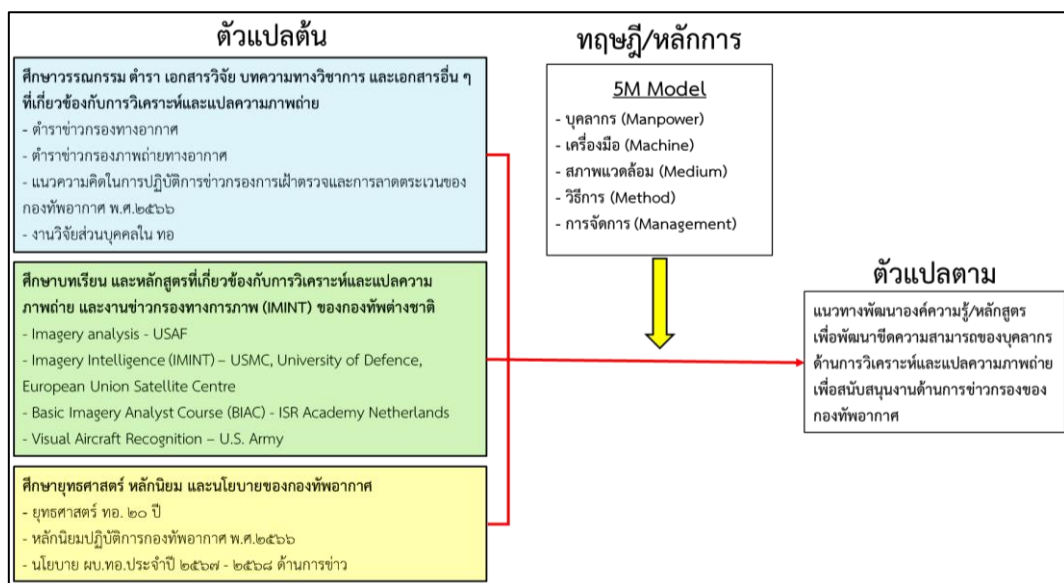 ตัวแปลต้น
ศึกษาวรรณกรรม ตำรา เอกสารวิจัย บทความทางวิชาการ และเอกสารอื่น ๆ
ที่เกี่ยวข้องกับการวิเคราะห์และแปลความภาพถ่าย
- ตำราข่าวกรองทางอากาศ
- ตำราข่าวกรองภาพถ่ายทางอากาศ
- แนวความคิดในการปฏิบัติการข่าวกรองการเฝ้าตรวจและการลาดตระเวนของ
กองทัพอากาศ พ.ศ.๒๕๖๖
- งานวิจัยส่วนบุคคลใน ทอ
ศึกษาบทเรียน และหลักสูตรที่เกี่ยวข้องกับการวิเคราะห์และแปลความ
ภาพถ่าย และงานข่าวกรองทางการภาพ (IMINT) ของกองทัพต่างชาติ
- Imagery analysis - USAF
- Imagery Intelligence (IMINT) – USMC, University of Defence,
European Union Satellite Centre
- Basic Imagery Analyst Course (BIAC) - ISR Academy Netherlands
- Visual Aircraft Recognition – U.S. Army
ศึกษายุทธศาสตร์ หลักนิยม และนโยบายของกองทัพอากาศ
- ยุทธศาสตร์ ทอ. ๒๐ ปี
- หลักนิยมปฏิบัติการกองทัพอากาศ พ.ศ.๒๕๖๖
- นโยบาย ผบ.ทอ.ประจำปี ๒๕๖๗ - ๒๕๖๘ ด้านการข่าว
ทฤษฎี/หลักการ
5M Model
- บุคลากร (Manpower)
- เครื่องมือ (Machine)
- สภาพแวดล้อม (Medium)
- วิธีการ (Method)
- การจัดการ (Management)
ตัวแปลตาม
แนวทางพัฒนาองค์ความรู้/หลักสูตร
เพื่อพัฒนาขีดความสามารถของบุคลากร
ด้านการวิเคราะห์และแปลความภาพถ่าย
เพื่อสนับสนุนงานด้านการข่าวกรองของ
กองทัพอากาศ